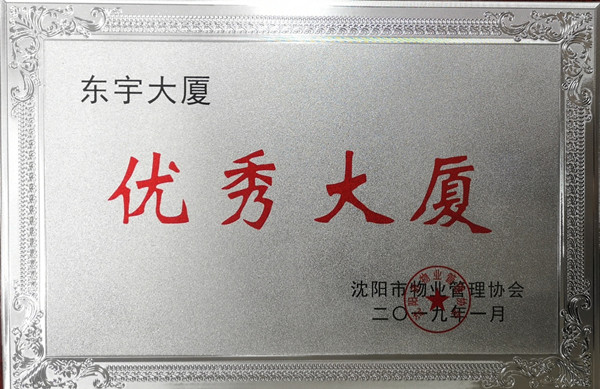 东宇大厦
优秀大厦
沈阳市物业管理协会
二〇一九年一月